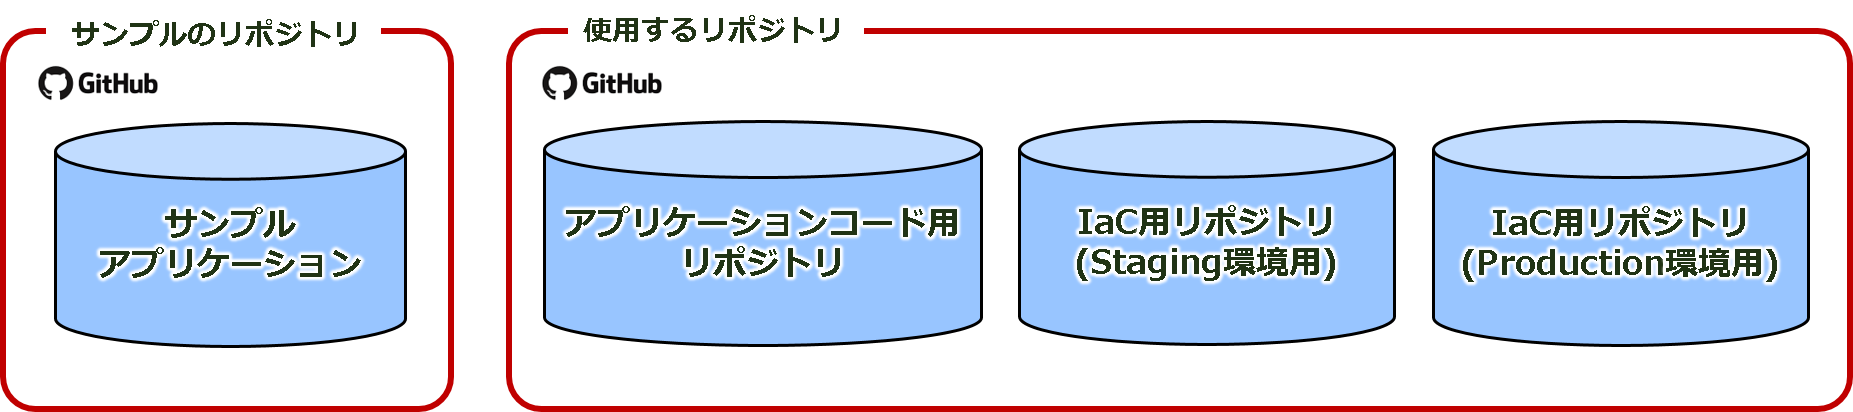 サンプルのリポジトリ
GitHub
サンプル
アプリケーション
使用するリポジトリ
GitHub
アプリケーションコード用
リポジトリ
IaC用リポジトリ
(Staging環境用)
IaC用リポジトリ
(Production環境用)